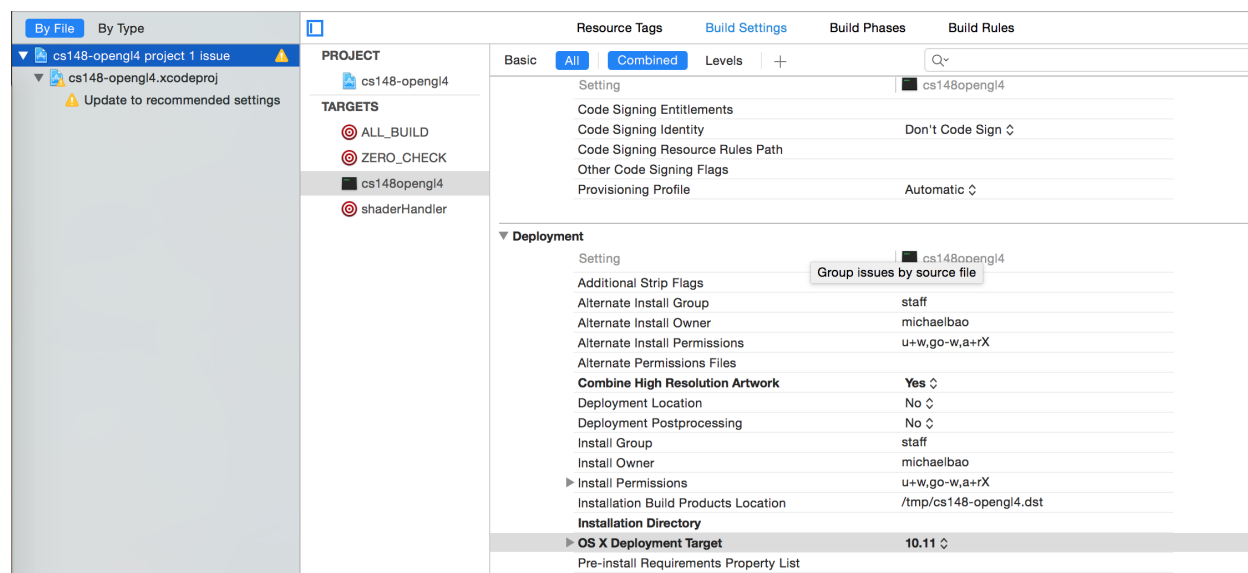 By File By Type
cs148-opengl4 project 1 issue
cs148-opengl4.xcodeproj
Update to recommended settings
PROJECT
cs148-opengl4
TARGETS
ALL_BUILD
ZERO_CHECK
cs148opengl4
shaderHandler
Resource Tags Build Settings Build Phases Build Rules
Basic All Combined Levels +
Setting cs148opengl4
Code Signing Entitlements
Code Signing Identity Don't Code Sign
Code Signing Resource Rules Path
Other Code Signing Flags
Provisioning Profile Automatic
Deployment
Setting cs148opengl4
Group issues by source file
Additional Strip Flags
Alternate Install Group staff
Alternate Install Owner michaelbao
Alternate Install Permissions u+w,go-w,a+rX
Alternate Permissions Files
Combine High Resolution Artwork Yes
Deployment Location No
Deployment Postprocessing No
Install Group staff
Install Owner michaelbao
Install Permissions u+w,go-w,a+rX
Installation Build Products Location /tmp/cs148-opengl4.dst
Installation Directory
OS X Deployment Target 10.11
Pre-install Requirements Property List